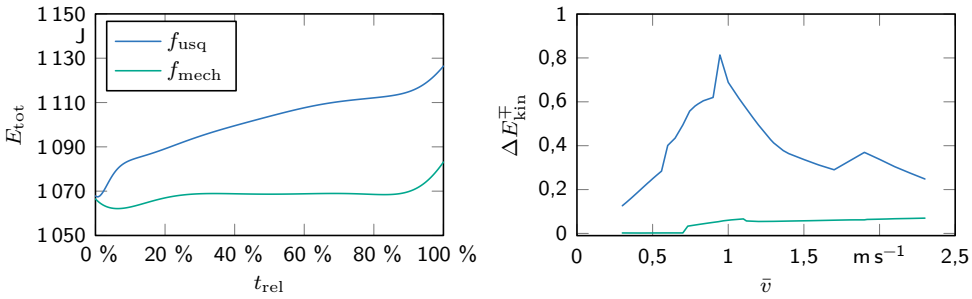 1 150
J
1 130
1 110
1 090
1 070
1 050
E_tot
f_usq
f_mech
0 % 20 % 40 % 60 % 80 % 100 %
t_rel
1
0,8
0,6
0,4
0,2
0
ΔE_kin^∓
0 0,5 1 1,5 m s⁻¹ 2,5
v̄